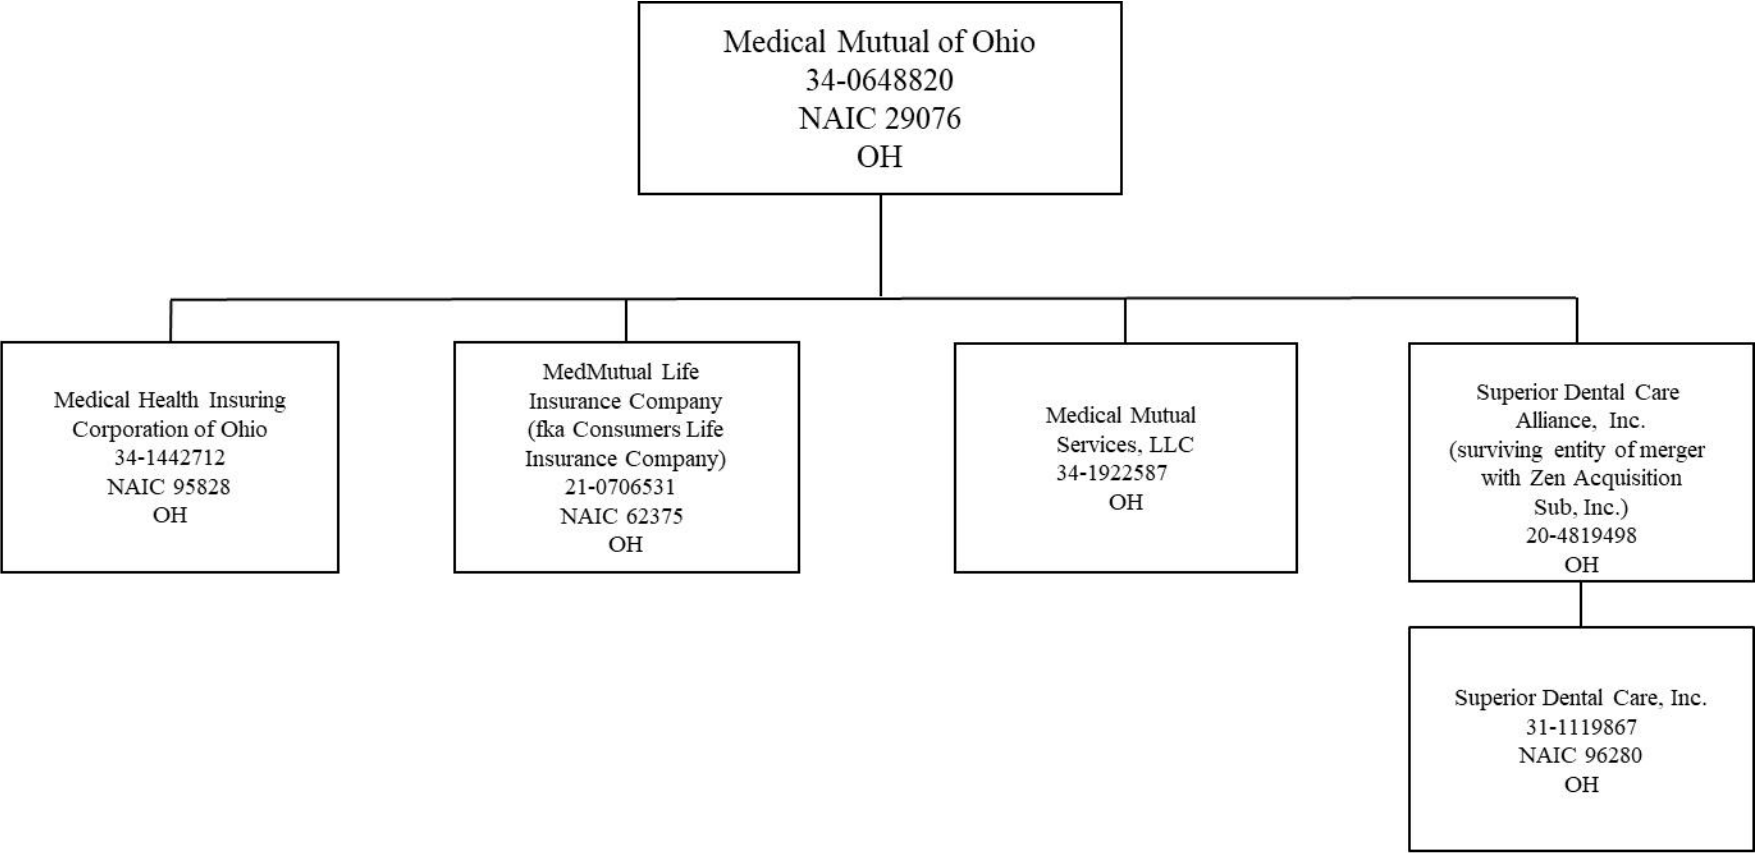 Medical Mutual of Ohio
34-0648820
NAIC 29076
OH
Medical Health Insuring
Corporation of Ohio
34-1442712
NAIC 95828
OH
MedMutual Life
Insurance Company
(fka Consumers Life
Insurance Company)
21-0706531
NAIC 62375
OH
Medical Mutual
Services, LLC
34-1922587
OH
Superior Dental Care
Alliance, Inc.
(surviving entity of merger
with Zen Acquisition
Sub, Inc.)
20-4819498
OH
Superior Dental Care, Inc.
31-1119867
NAIC 96280
OH